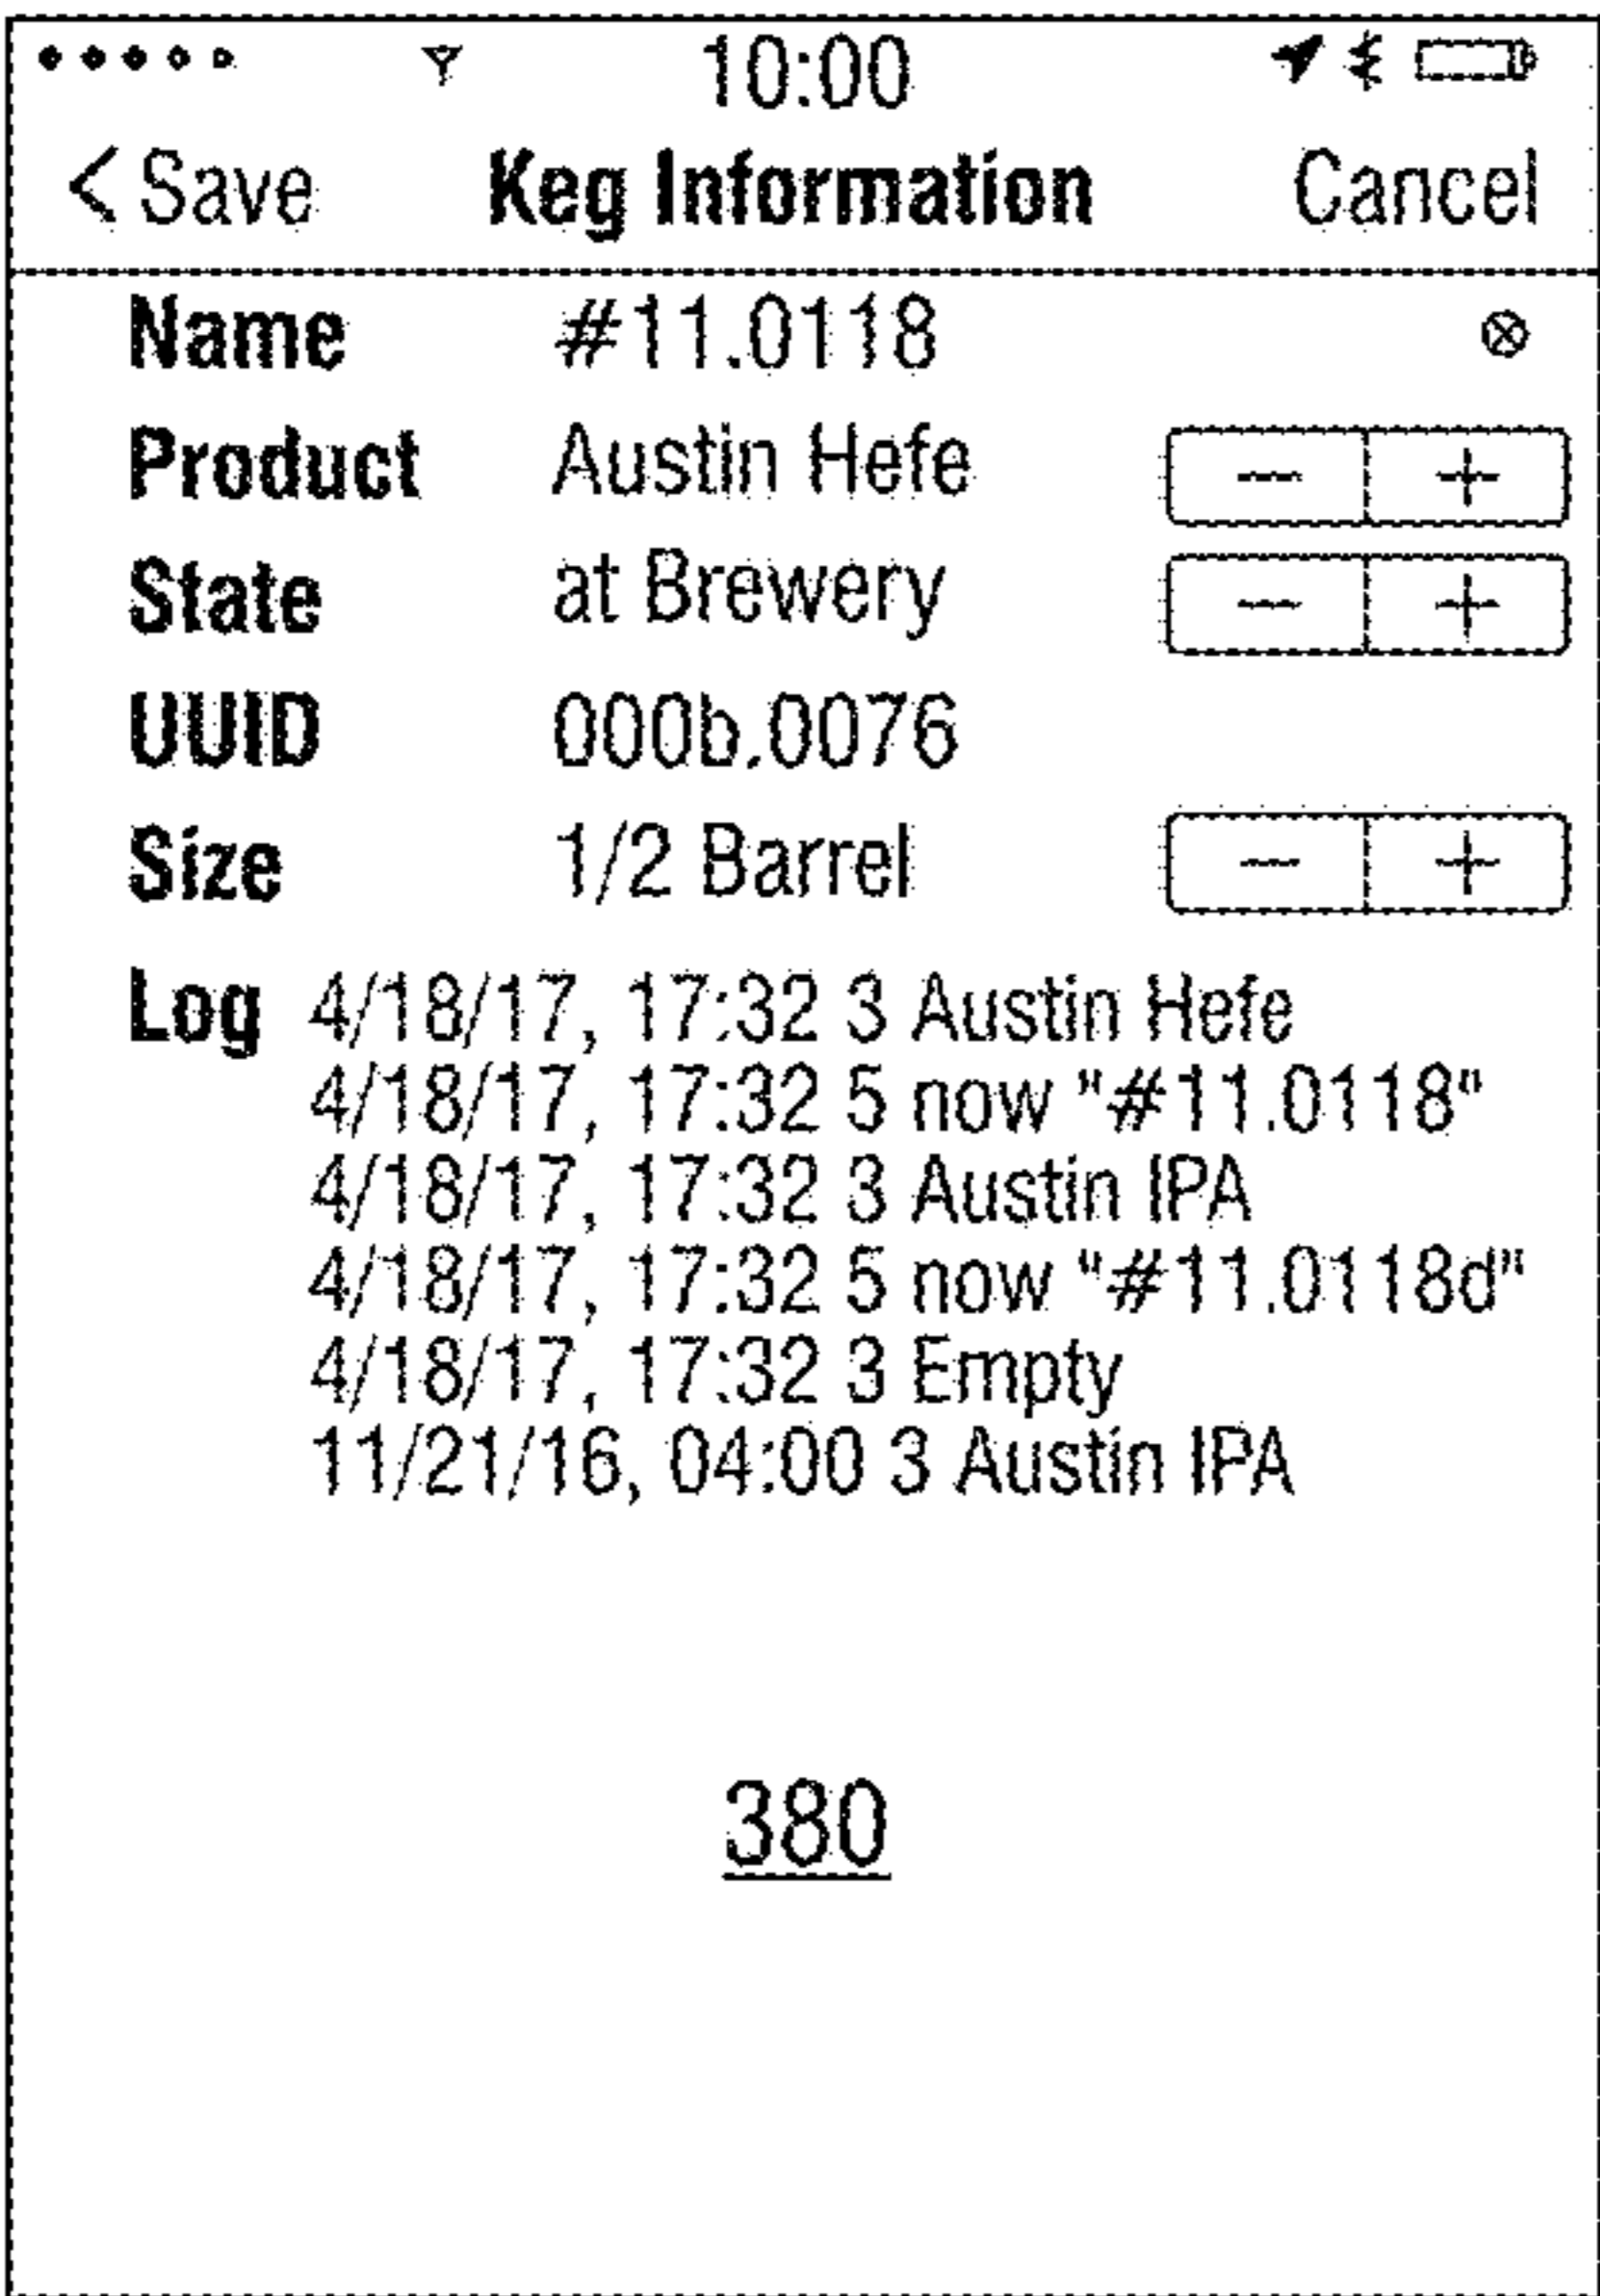 10:00
< Save Keg Information Cancel
Name #11.0118
Product Austin Hefe − +
State at Brewery − +
UUID 000b.0076
Size 1/2 Barrel − +
Log 4/18/17, 17:32 3 Austin Hefe
4/18/17, 17:32 5 now "#11.0118"
4/18/17, 17:32 3 Austin IPA
4/18/17, 17:32 5 now "#11.0118d"
4/18/17, 17:32 3 Empty
11/21/16, 04:00 3 Austin IPA
380